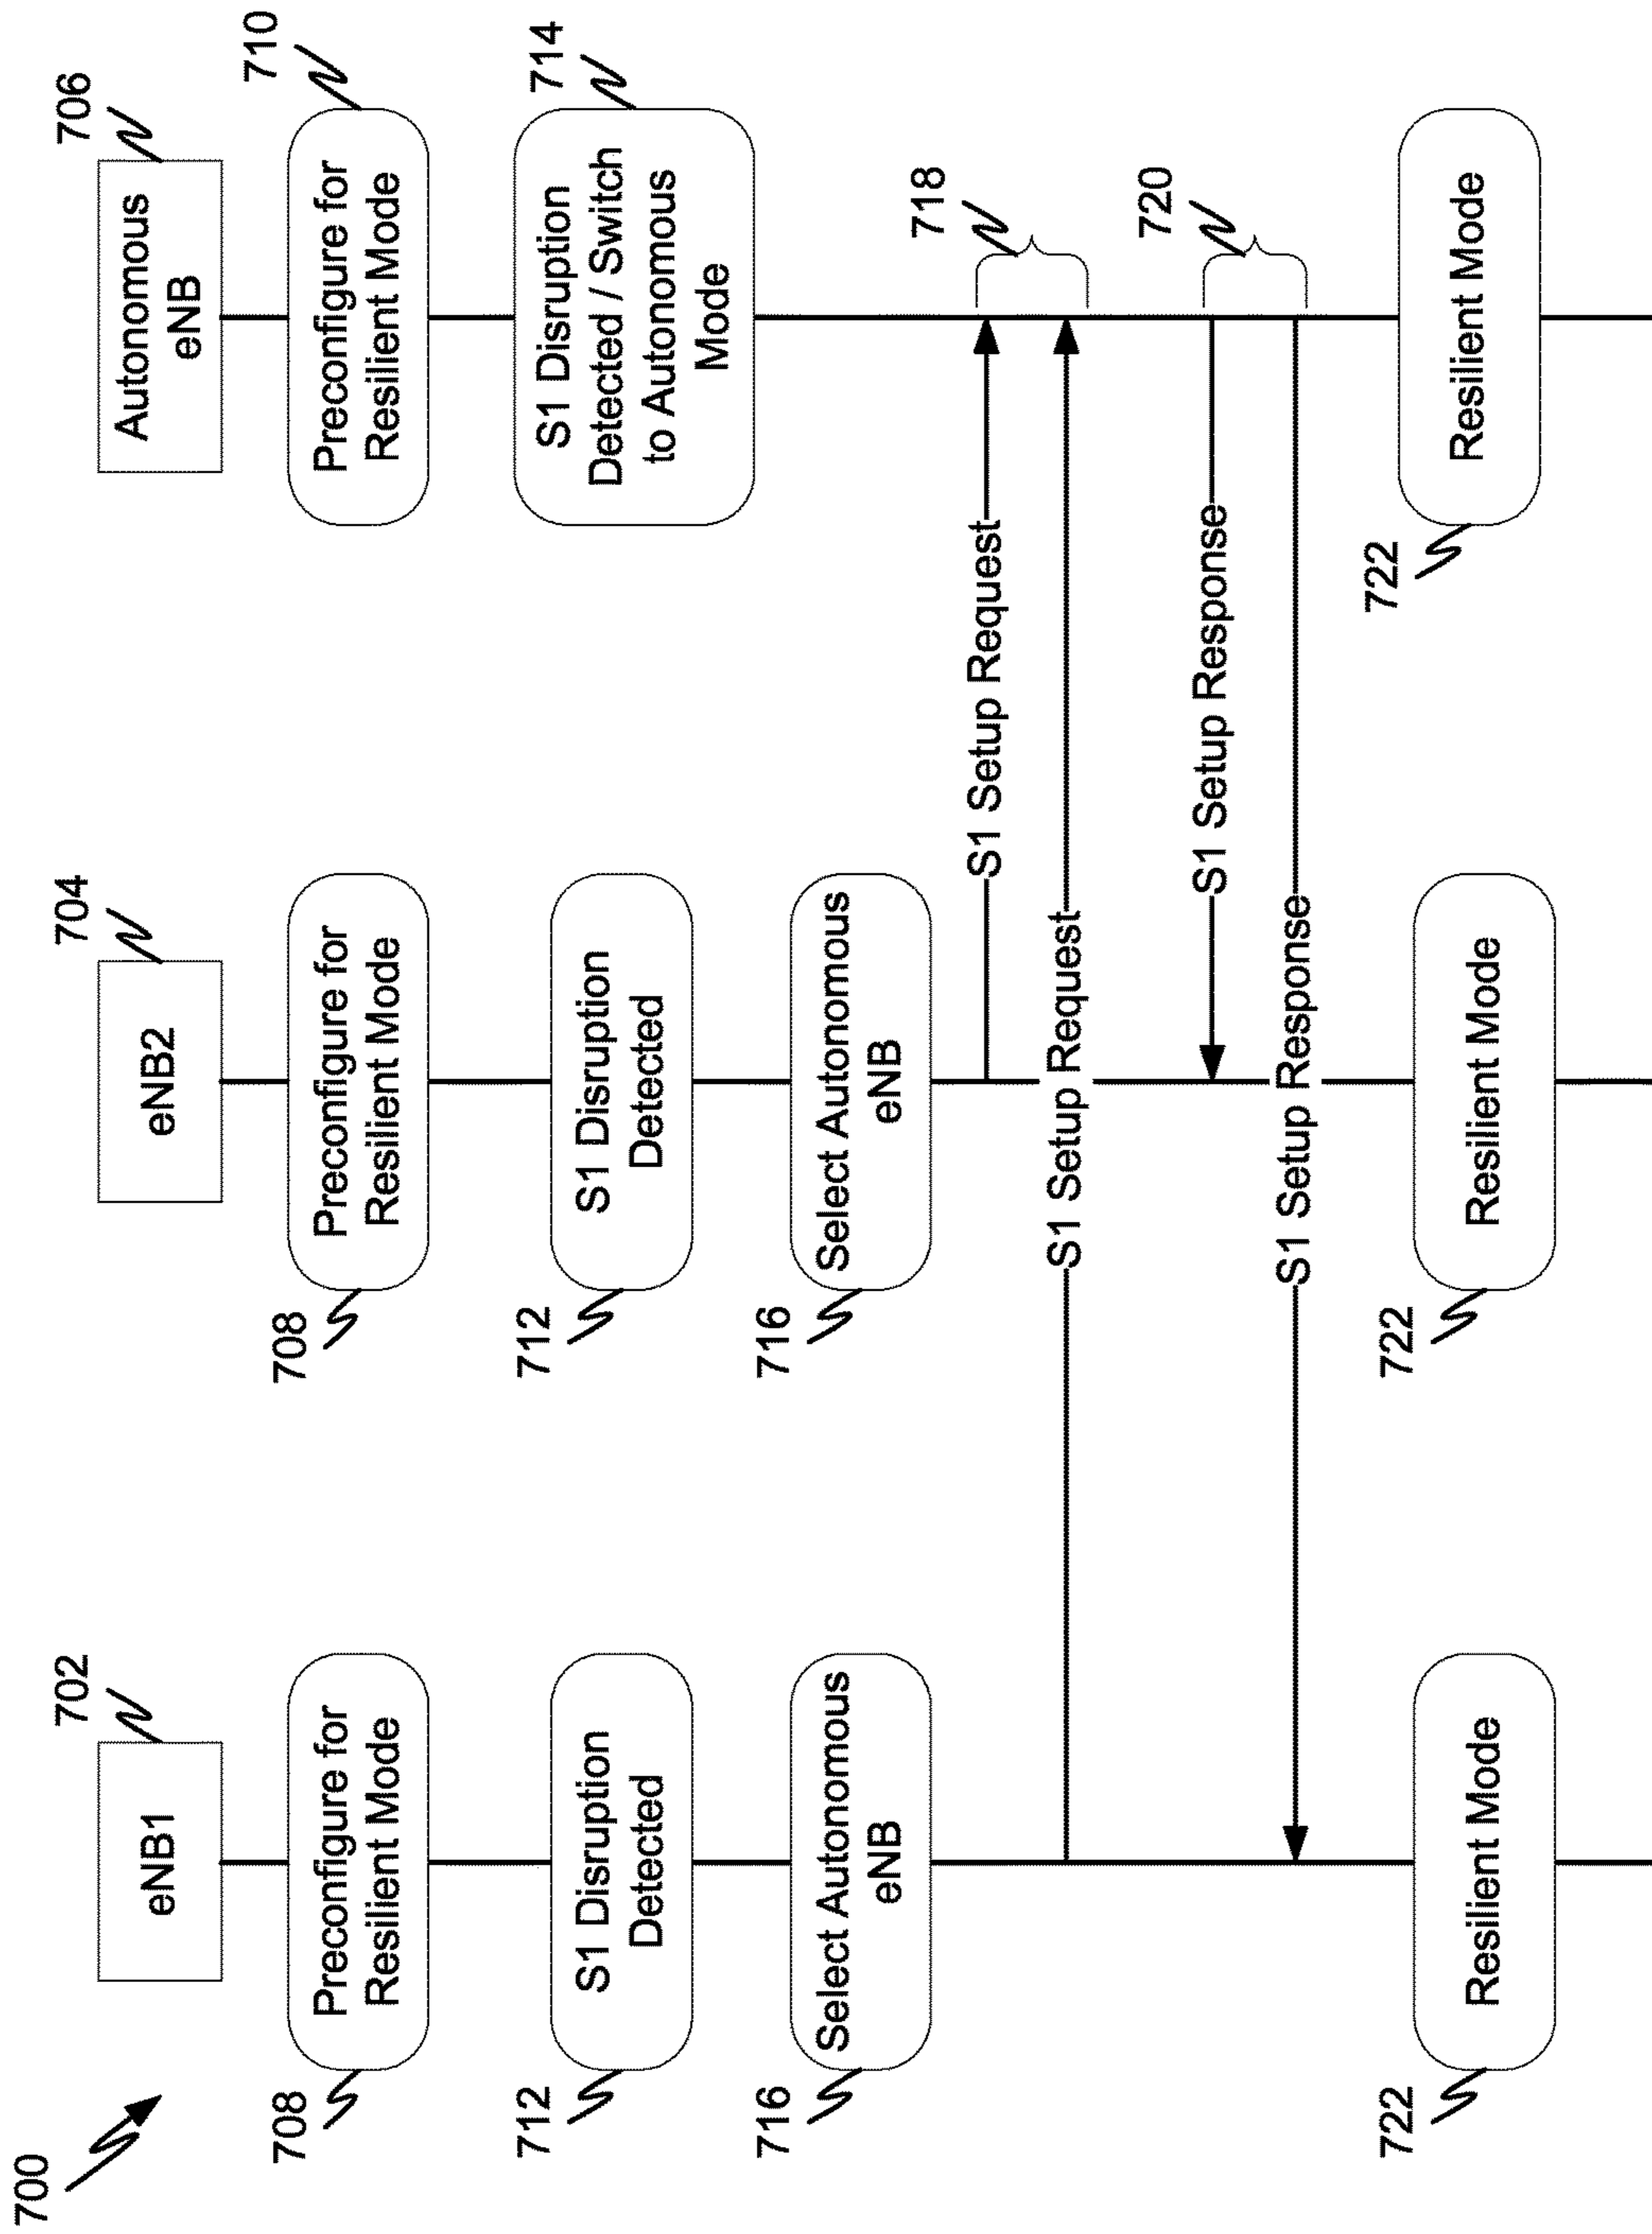 700
702
704
706
eNB1
eNB2
Autonomous
eNB
708
Preconfigure for
Resilient Mode
708
Preconfigure for
Resilient Mode
710
Preconfigure for
Resilient Mode
712
S1 Disruption
Detected
712
S1 Disruption
Detected
714
S1 Disruption
Detected / Switch
to Autonomous
Mode
716
Select Autonomous
eNB
716
Select Autonomous
eNB
S1 Setup Request
718
S1 Setup Request
S1 Setup Response
720
S1 Setup Response
722
Resilient Mode
722
Resilient Mode
722
Resilient Mode